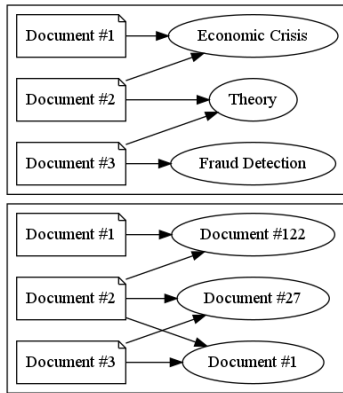 Document #1
Economic Crisis
Document #2
Theory
Document #3
Fraud Detection
Document #1
Document #122
Document #2
Document #27
Document #3
Document #1